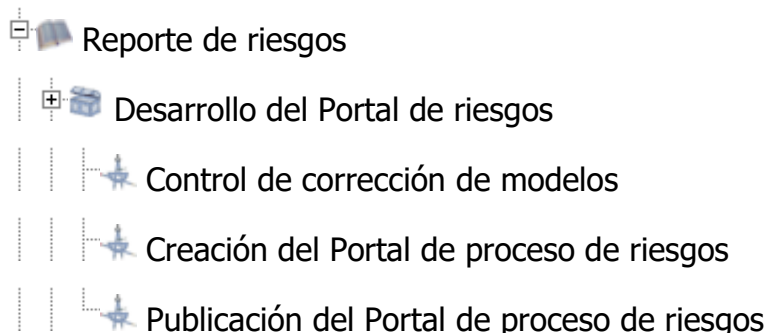 Reporte de riesgos
Desarrollo del Portal de riesgos
Control de corrección de modelos
Creación del Portal de proceso de riesgos
Publicación del Portal de proceso de riesgos